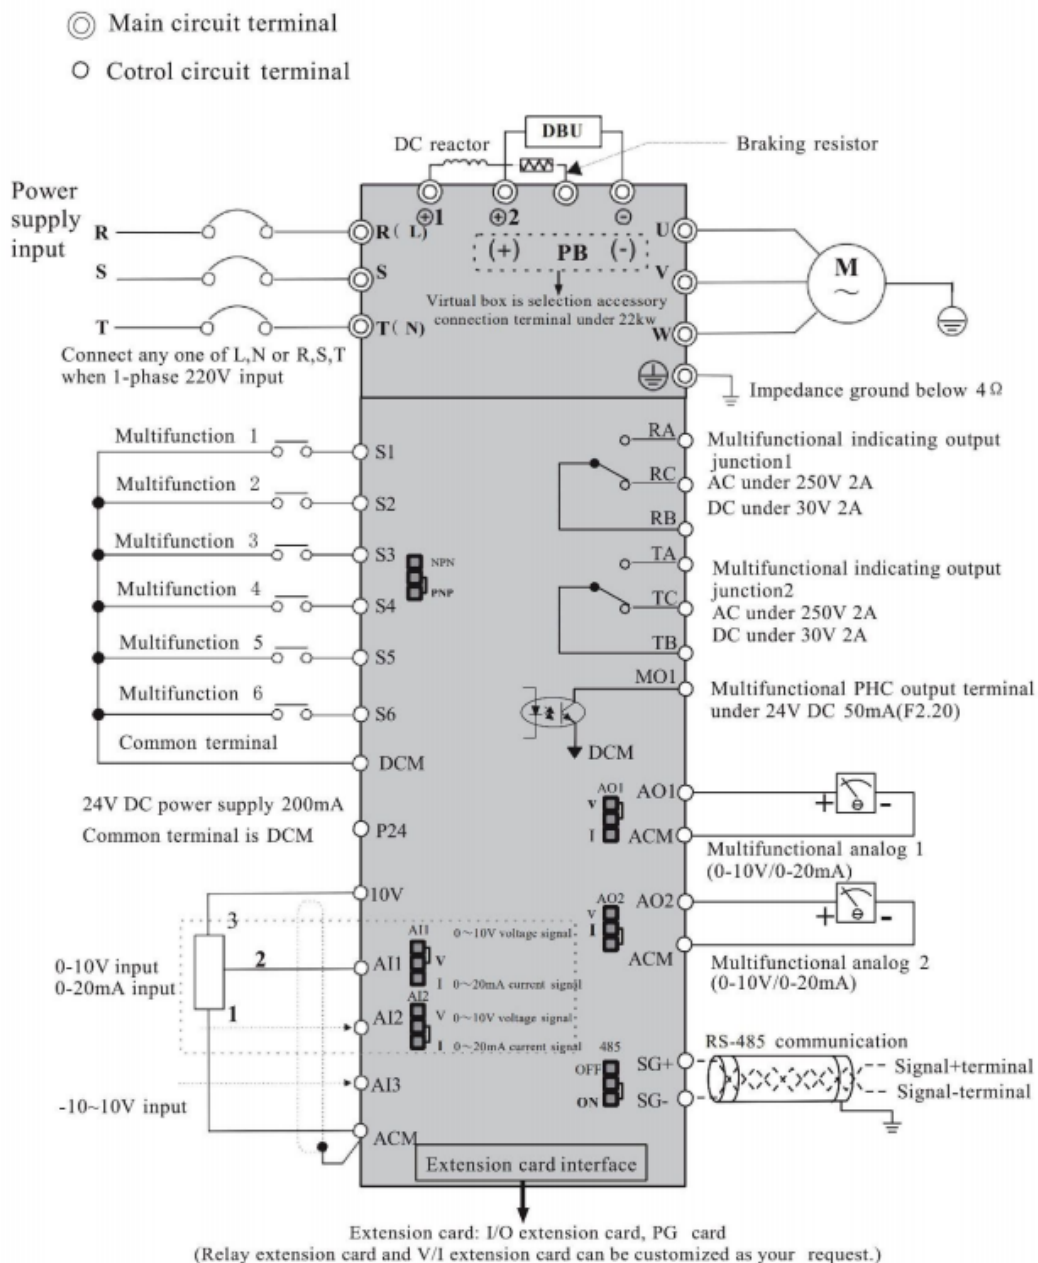 Main circuit terminal
Cotrol circuit terminal
DBU
DC reactor
Braking resistor
Power
supply
input
R
S
T
R( L)
S
T( N)
⊕1
⊕2
⊖
(+) PB (-)
Virtual box is selection accessory
connection terminal under 22kw
U
V
W
M
~
Connect any one of L,N or R,S,T
when 1-phase 220V input
Impedance ground below 4Ω
Multifunction 1
S1
Multifunction 2
S2
Multifunction 3
S3
Multifunction 4
S4
Multifunction 5
S5
Multifunction 6
S6
Common terminal
DCM
NPN
PNP
RA
RC
RB
Multifunctional indicating output
junction1
AC under 250V 2A
DC under 30V 2A
TA
TC
TB
Multifunctional indicating output
junction2
AC under 250V 2A
DC under 30V 2A
MO1
Multifunctional PHC output terminal
under 24V DC 50mA(F2.20)
DCM
24V DC power supply 200mA
Common terminal is DCM
P24
AO1
V
I
AO1
ACM
+ -
Multifunctional analog 1
(0-10V/0-20mA)
AO2
V
I
AO2
ACM
+ -
Multifunctional analog 2
(0-10V/0-20mA)
10V
3
2
1
0-10V input
0-20mA input
AI1
AI1
V 0~10V voltage signal
I 0~20mA current signal
AI2
AI2
V 0~10V voltage signal
I 0~20mA current signal
AI3
-10~10V input
ACM
485
OFF
ON
SG+
SG-
RS-485 communication
Signal+terminal
Signal-terminal
Extension card interface
Extension card: I/O extension card, PG card
(Relay extension card and V/I extension card can be customized as your request.)